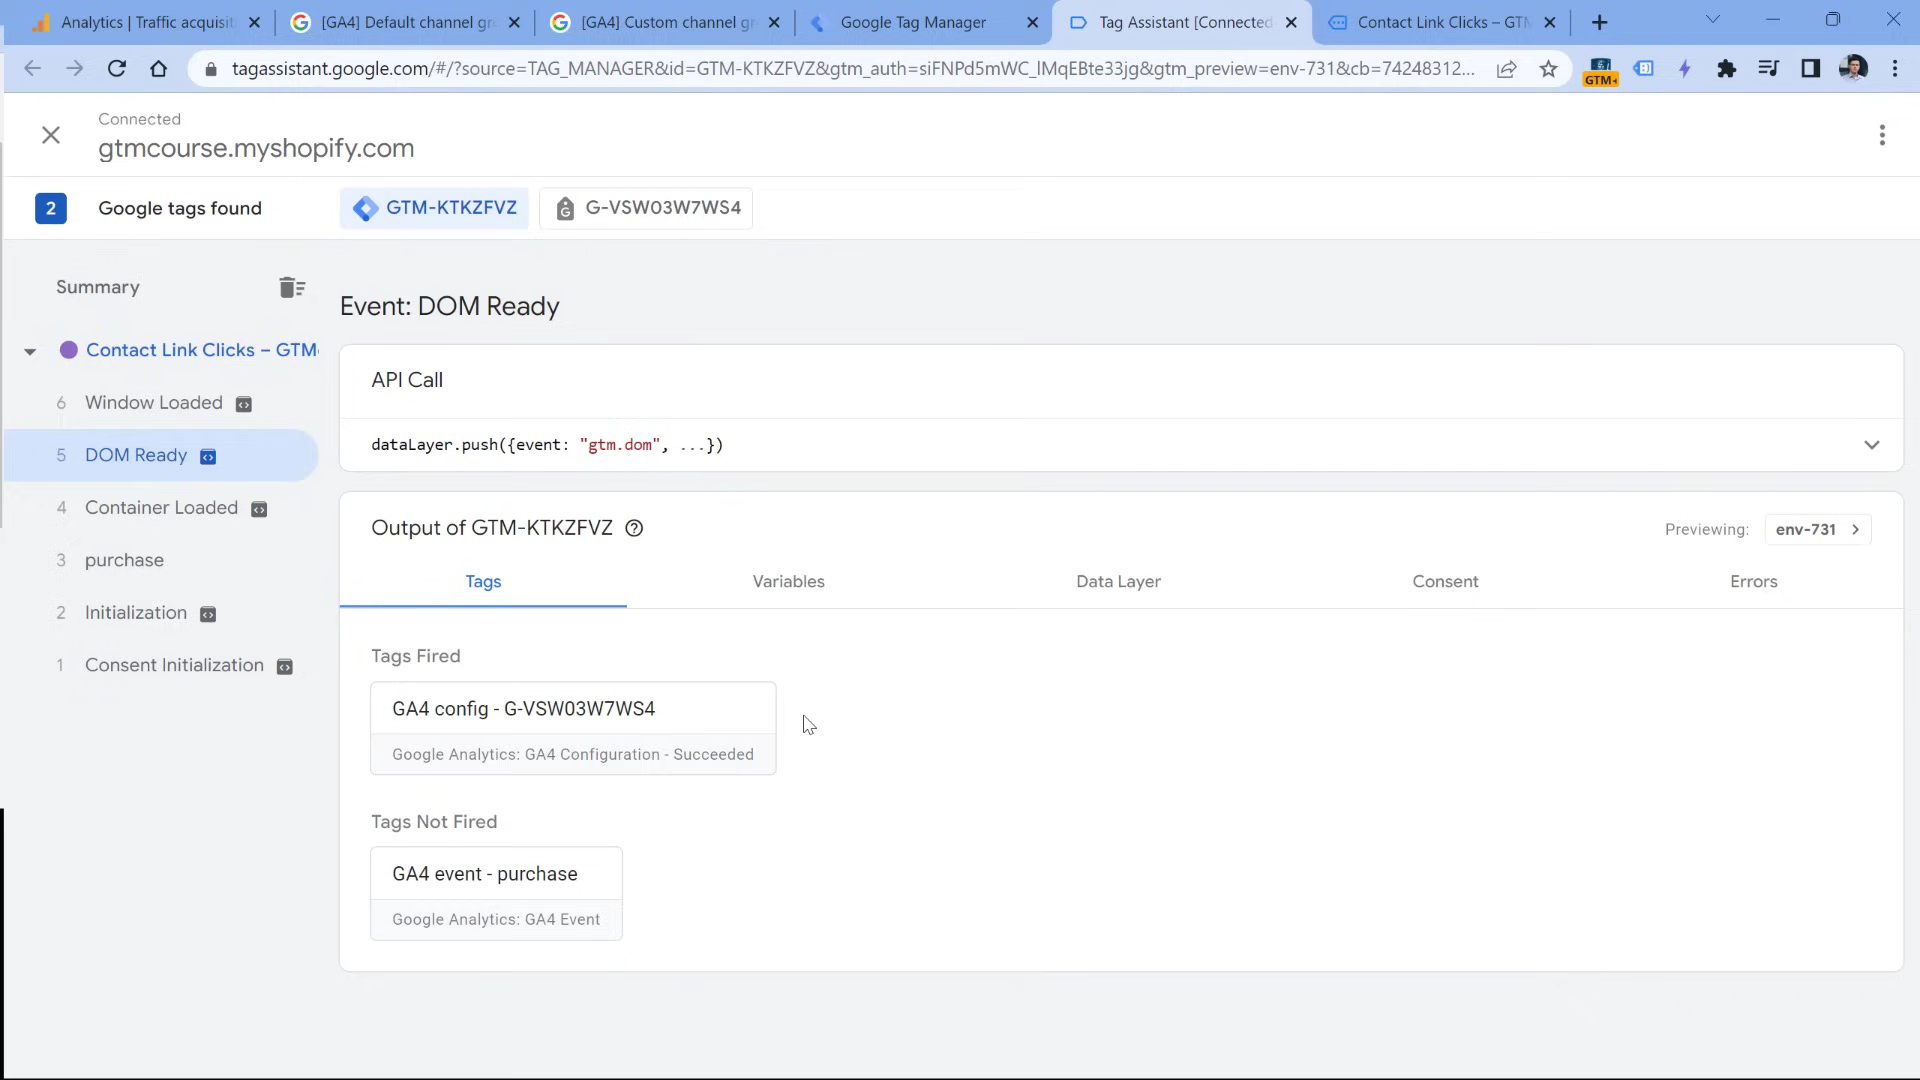 Analytics | Traffic acquisit
[GA4] Default channel gr
[GA4] Custom channel gr
Google Tag Manager
Tag Assistant [Connected]
Contact Link Clicks – GTM
tagassistant.google.com/#/?source=TAG_MANAGER&id=GTM-KTKZFVZ&gtm_auth=siFNPd5mWC_lMqEBte33jg&gtm_preview=env-731&cb=74248312...
GTM
Connected
gtmcourse.myshopify.com
2
Google tags found
GTM-KTKZFVZ
G-VSW03W7WS4
Summary
Contact Link Clicks – GTM
6 Window Loaded
5 DOM Ready
4 Container Loaded
3 purchase
2 Initialization
1 Consent Initialization
Event: DOM Ready
API Call
dataLayer.push({event: "gtm.dom", ...})
Output of GTM-KTKZFVZ
Previewing: env-731
Tags
Variables
Data Layer
Consent
Errors
Tags Fired
GA4 config - G-VSW03W7WS4
Google Analytics: GA4 Configuration - Succeeded
Tags Not Fired
GA4 event - purchase
Google Analytics: GA4 Event